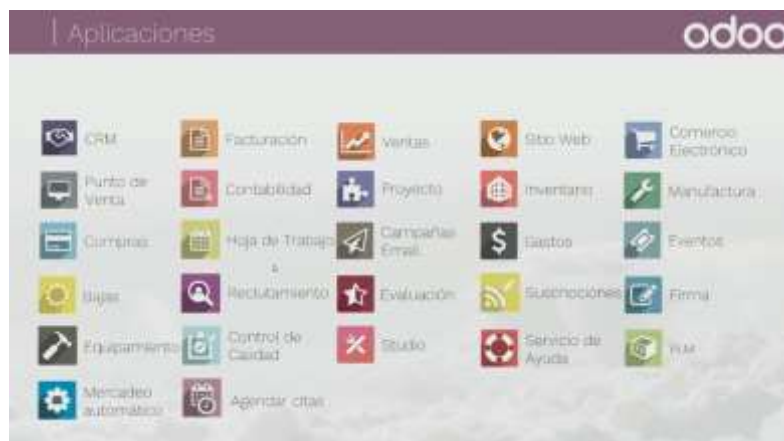 Aplicaciones
odoo
CRM
Facturación
Ventas
Sitio Web
Comercio
Electrónico
Punto de
Venta
Contabilidad
Proyecto
Inventario
Manufactura
Compras
Hoja de Trabajo
Campañas
Email
Gastos
Eventos
Bajas
Reclutamiento
Evaluación
Suscripciones
Firma
Equipamiento
Control de
Calidad
Studio
Servicio de
Ayuda
PLM
Mercadeo
automático
Agendar citas